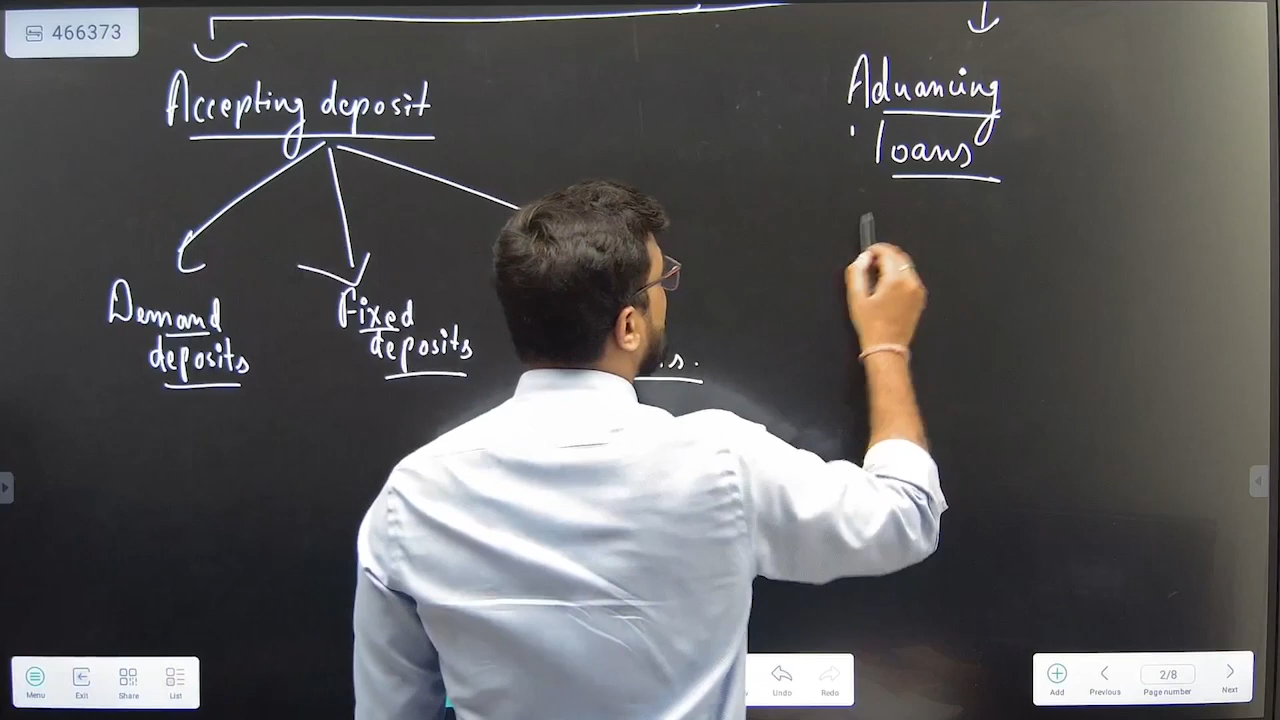 466373
Accepting deposit
Advancing
loans
Demand
deposits
Fixed
deposits
Menu
Exit
Share
List
Undo
Redo
Add
Previous
2/8
Page number
Next